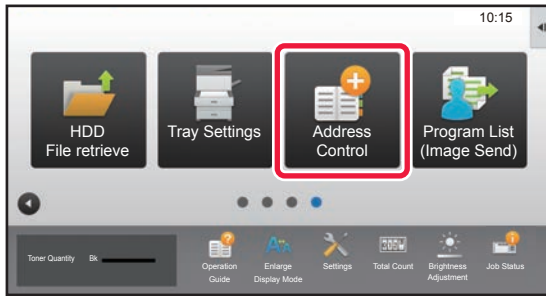 10:15
HDD
File retrieve
Tray Settings
Address
Control
Program List
(Image Send)
Toner Quantity Bk
Operation
Guide
Enlarge
Display Mode
Settings
Total Count
Brightness
Adjustment
Job Status